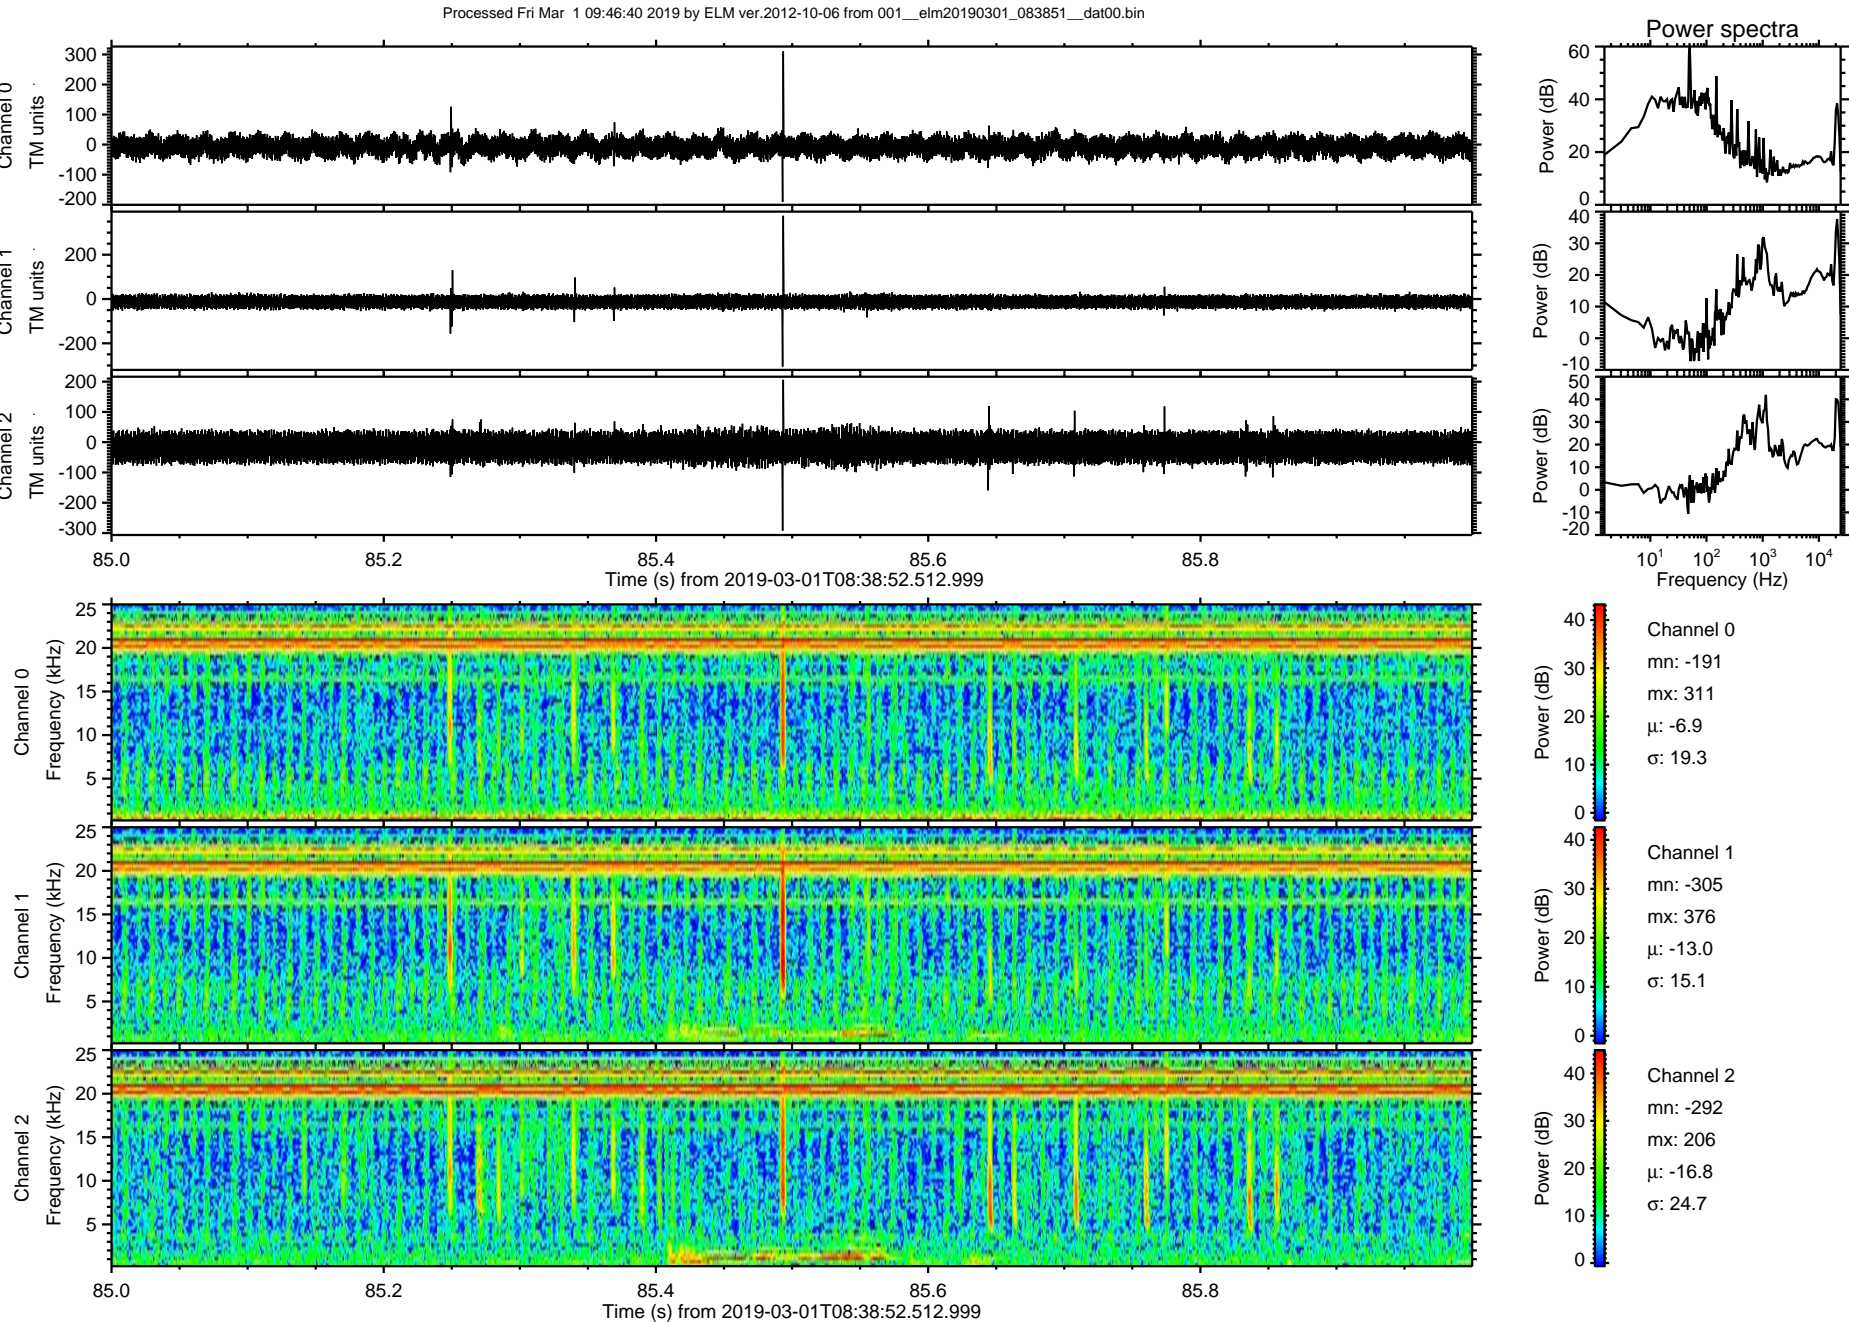 Processed Fri Mar  1 09:46:40 2019 by ELM ver.2012-10-06 from 001__elm20190301_083851__dat00.bin
Power spectra
Channel 0
TM units
300
200
100
0
-100
-200
Power (dB)
60
40
20
0
Channel 1
TM units
200
0
-200
Power (dB)
40
30
20
10
0
-10
Channel 2
TM units
200
100
0
-100
-200
-300
Power (dB)
50
40
30
20
10
0
-10
-20
85.0
85.2
85.4
85.6
85.8
Time (s) from 2019-03-01T08:38:52.512.999
10¹
10²
10³
10⁴
Frequency (Hz)
Channel 0
Frequency (kHz)
25
20
15
10
5
Power (dB)
40
30
20
10
0
Channel 0
mn: -191
mx: 311
μ: -6.9
σ: 19.3
Channel 1
Frequency (kHz)
25
20
15
10
5
Power (dB)
40
30
20
10
0
Channel 1
mn: -305
mx: 376
μ: -13.0
σ: 15.1
Channel 2
Frequency (kHz)
25
20
15
10
5
Power (dB)
40
30
20
10
0
Channel 2
mn: -292
mx: 206
μ: -16.8
σ: 24.7
85.0
85.2
85.4
85.6
85.8
Time (s) from 2019-03-01T08:38:52.512.999